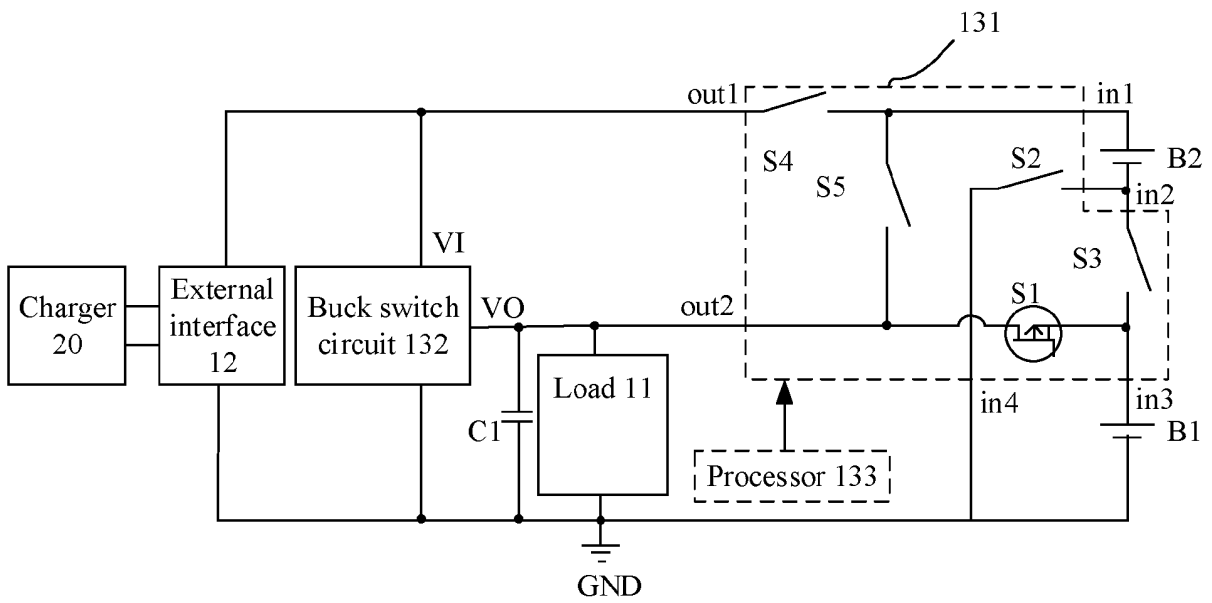 131
out1
in1
S4
S5
S2
B2
in2
VI
S3
Charger
20
External
interface
12
Buck switch
circuit 132
VO
out2
S1
Load 11
C1
in4
in3
B1
Processor 133
GND